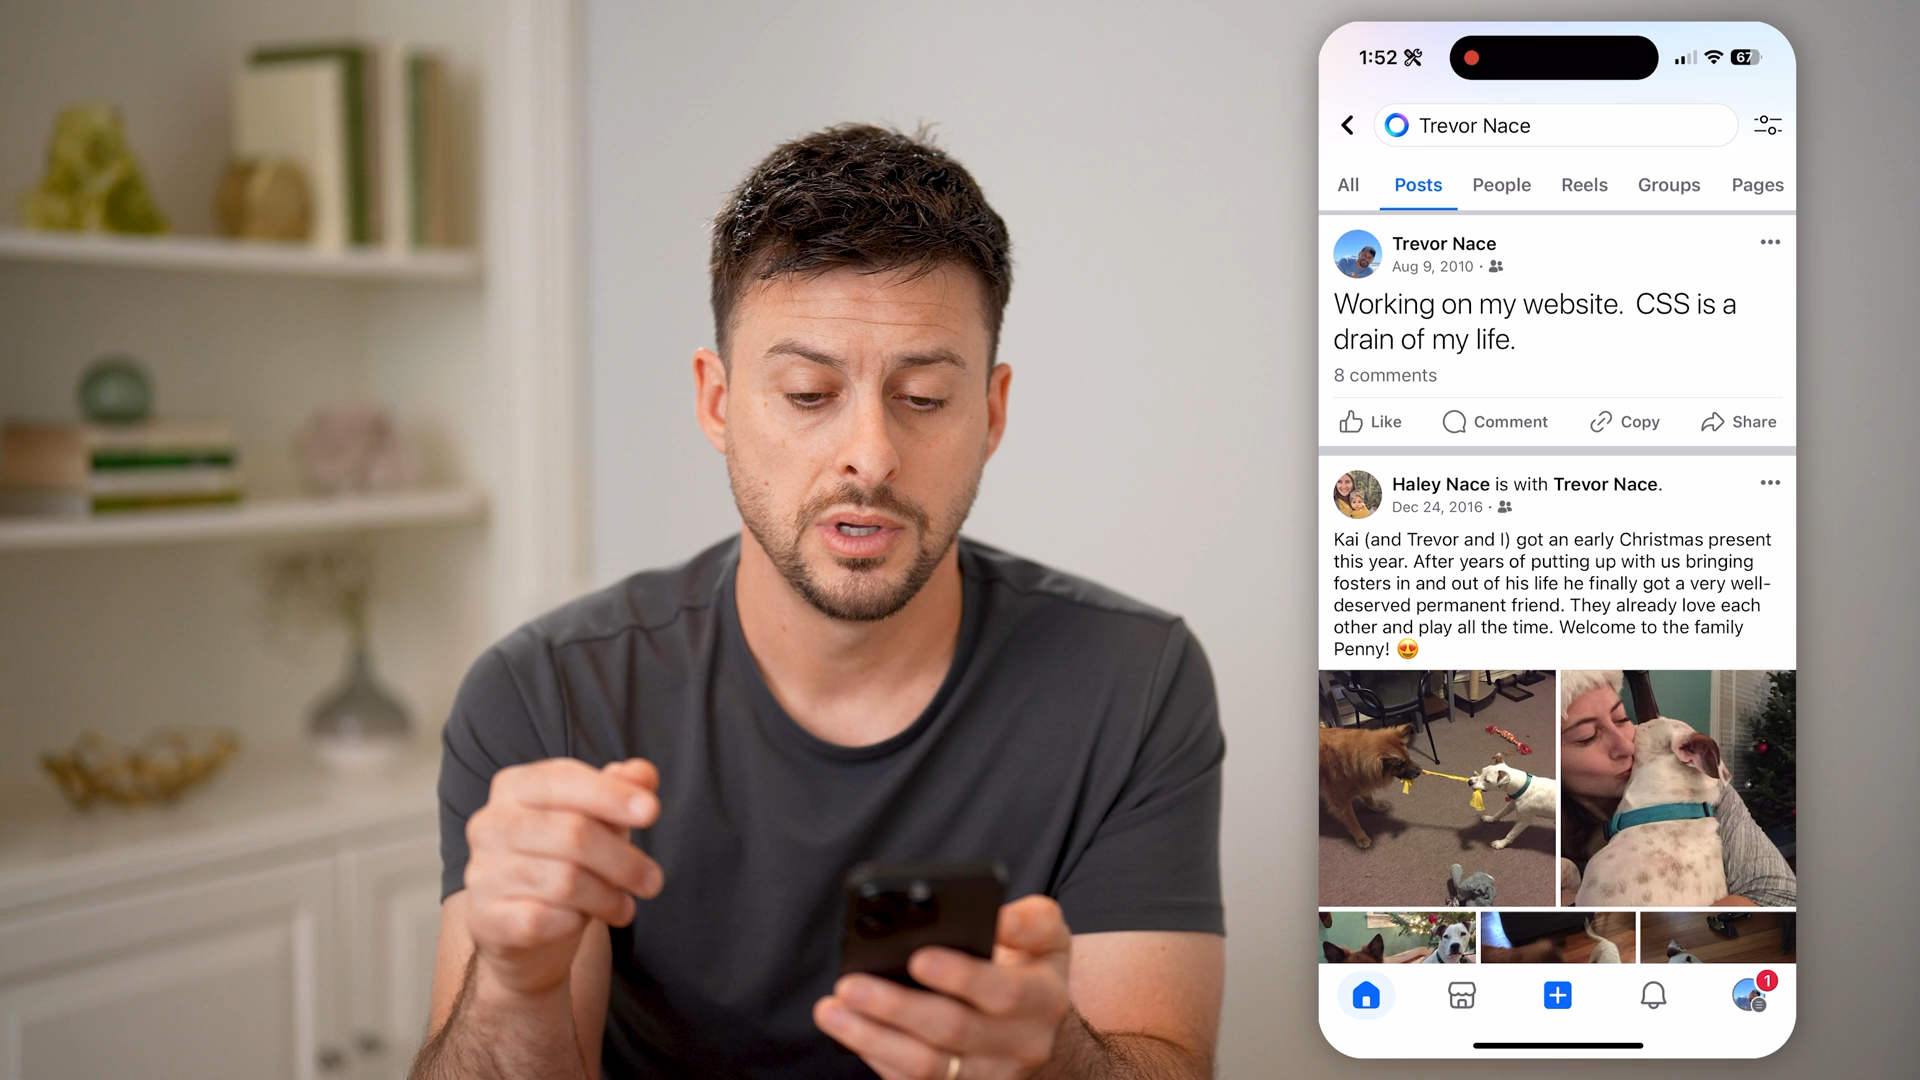 1:52
67
Trevor Nace
All Posts People Reels Groups Pages
Trevor Nace
Aug 9, 2010 ·
Working on my website. CSS is a
drain of my life.
8 comments
Like Comment Copy Share
Haley Nace is with Trevor Nace.
Dec 24, 2016 ·
Kai (and Trevor and I) got an early Christmas present
this year. After years of putting up with us bringing
fosters in and out of his life he finally got a very well-
deserved permanent friend. They already love each
other and play all the time. Welcome to the family
Penny! 😍
1